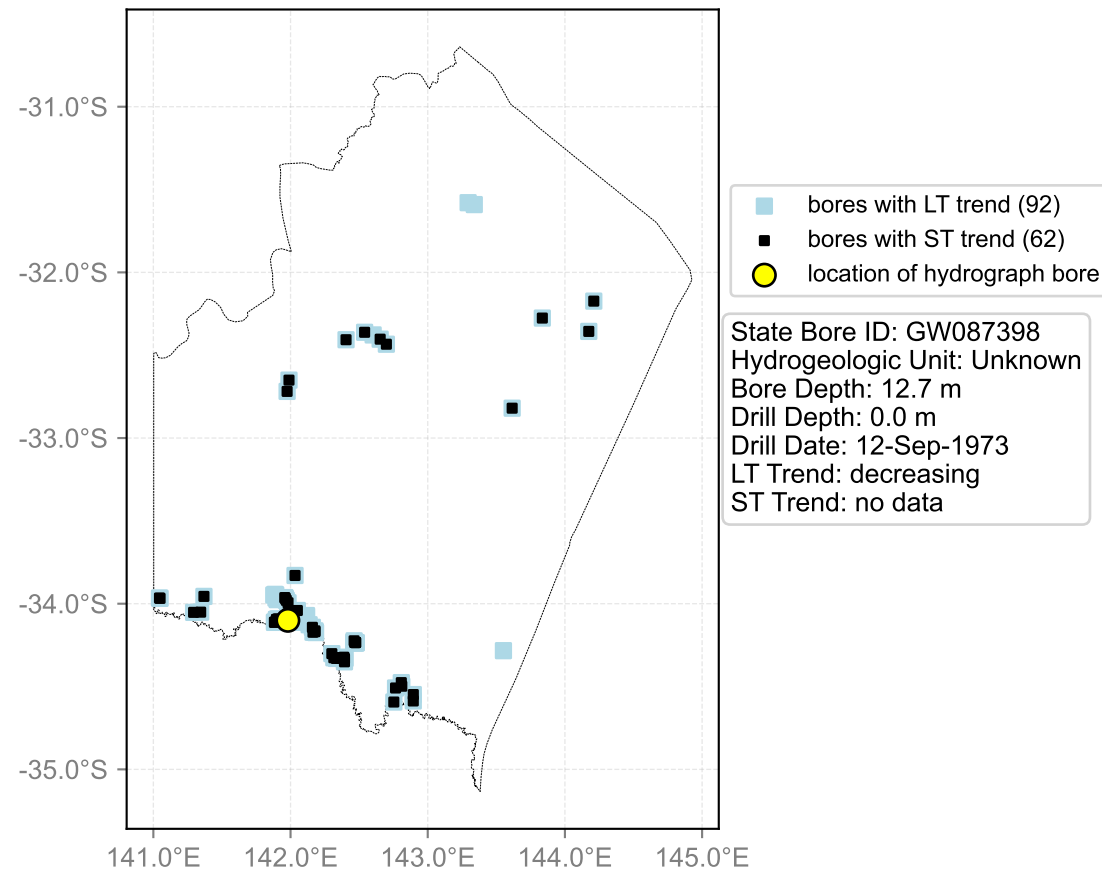 -31.0°S
-32.0°S
-33.0°S
-34.0°S
-35.0°S
141.0°E 142.0°E 143.0°E 144.0°E 145.0°E
bores with LT trend (92)
bores with ST trend (62)
location of hydrograph bore
State Bore ID: GW087398
Hydrogeologic Unit: Unknown
Bore Depth: 12.7 m
Drill Depth: 0.0 m
Drill Date: 12-Sep-1973
LT Trend: decreasing
ST Trend: no data